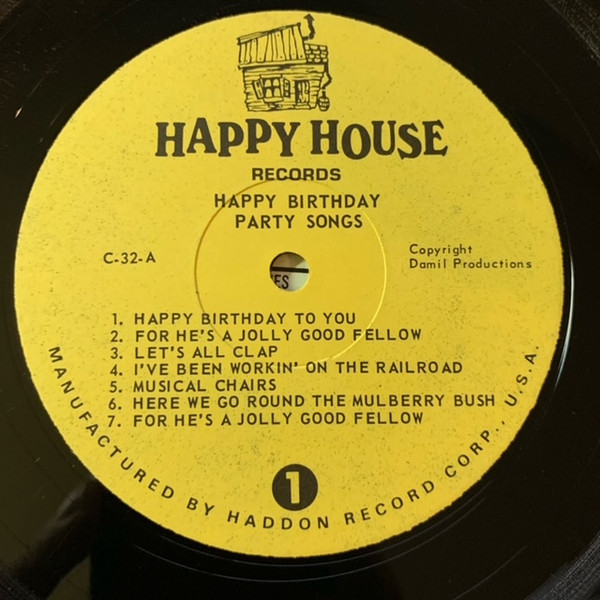 HAPPY HOUSE
RECORDS
HAPPY BIRTHDAY
PARTY SONGS
C-32-A
Copyright
Damil Productions
ES
1. HAPPY BIRTHDAY TO YOU
2. FOR HE'S A JOLLY GOOD FELLOW
3. LET'S ALL CLAP
4. I'VE BEEN WORKIN' ON THE RAILROAD
5. MUSICAL CHAIRS
6. HERE WE GO ROUND THE MULBERRY BUSH
7. FOR HE'S A JOLLY GOOD FELLOW
1
MANUFACTURED BY HADDON RECORD CORP., U.S.A.